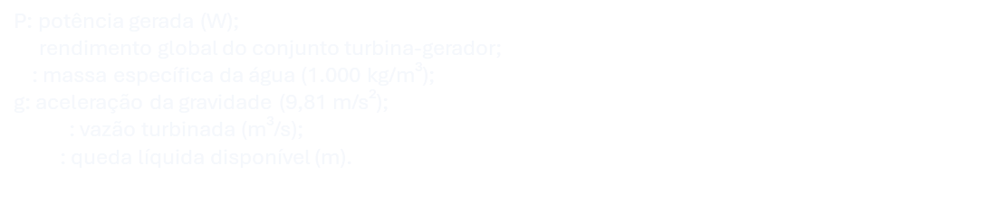 P: potência gerada (W);
rendimento global do conjunto turbina-gerador;
: massa específica da água (1.000 kg/m³);
g: aceleração da gravidade (9,81 m/s²);
: vazão turbinada (m³/s);
: queda líquida disponível (m).